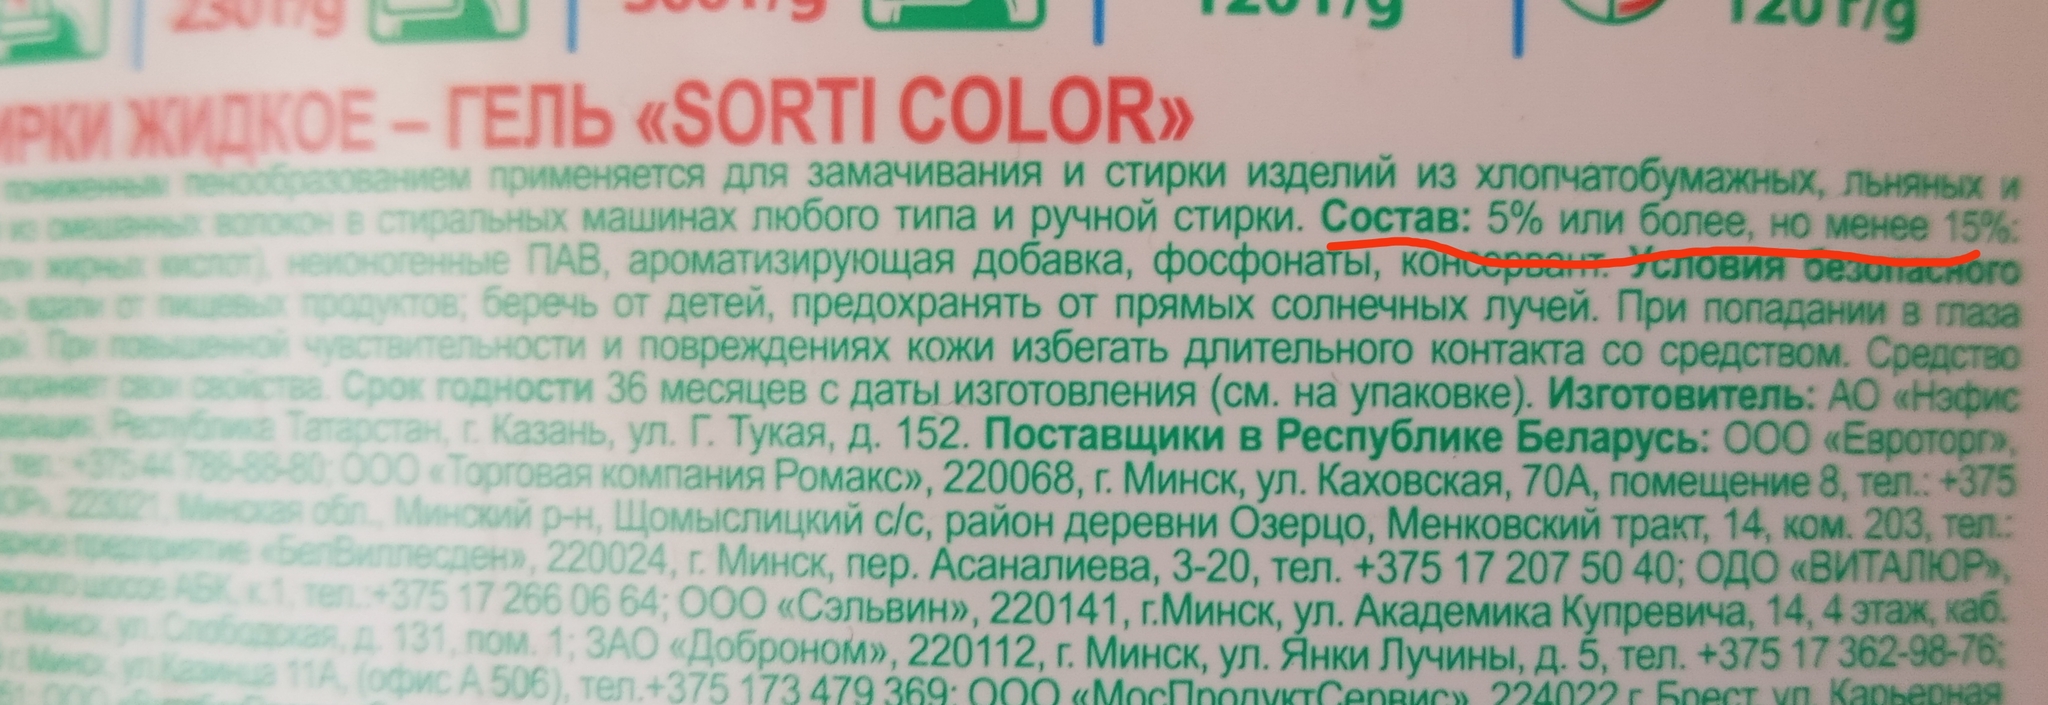 230 г/g 120 г/g 120 г/g
ИРКИ ЖИДКОЕ – ГЕЛЬ «SORTI COLOR»
пониженным пенообразованием применяется для замачивания и стирки изделий из хлопчатобумажных, льняных и
из смешанных волокон в стиральных машинах любого типа и ручной стирки. Состав: 5% или более, но менее 15%:
жирных кислот), неионогенные ПАВ, ароматизирующая добавка, фосфонаты, консервант. Условия безопасного
вдали от пищевых продуктов; беречь от детей, предохранять от прямых солнечных лучей. При попадании в глаза
При повышенной чувствительности и повреждениях кожи избегать длительного контакта со средством. Средство
свои свойства. Срок годности 36 месяцев с даты изготовления (см. на упаковке). Изготовитель: АО «Нэфис
Республика Татарстан, г. Казань, ул. Г. Тукая, д. 152. Поставщики в Республике Беларусь: ООО «Евроторг»,
тел.: +375 44 788-88-80; ООО «Торговая компания Ромакс», 220068, г. Минск, ул. Каховская, 70А, помещение 8, тел.: +375
223021, Минская обл., Минский р-н, Щомыслицкий с/с, район деревни Озерцо, Менковский тракт, 14, ком. 203, тел.:
предприятие «БелВиллесден», 220024, г. Минск, пер. Асаналиева, 3-20, тел. +375 17 207 50 40; ОДО «ВИТАЛЮР»,
шоссе АБК, к.1, тел.:+375 17 266 06 64; ООО «Сэльвин», 220141, г.Минск, ул. Академика Купревича, 14, 4 этаж, каб.
г. Минск, ул. Слободская, д. 131, пом. 1; ЗАО «Доброном», 220112, г. Минск, ул. Янки Лучины, д. 5, тел. +375 17 362-98-76;
г. Минск, ул.Казинца 11А, (офис А 506), тел.+375 173 479 369; ООО «МосПродуктСервис», 224022 г. Брест, ул. Карьерная